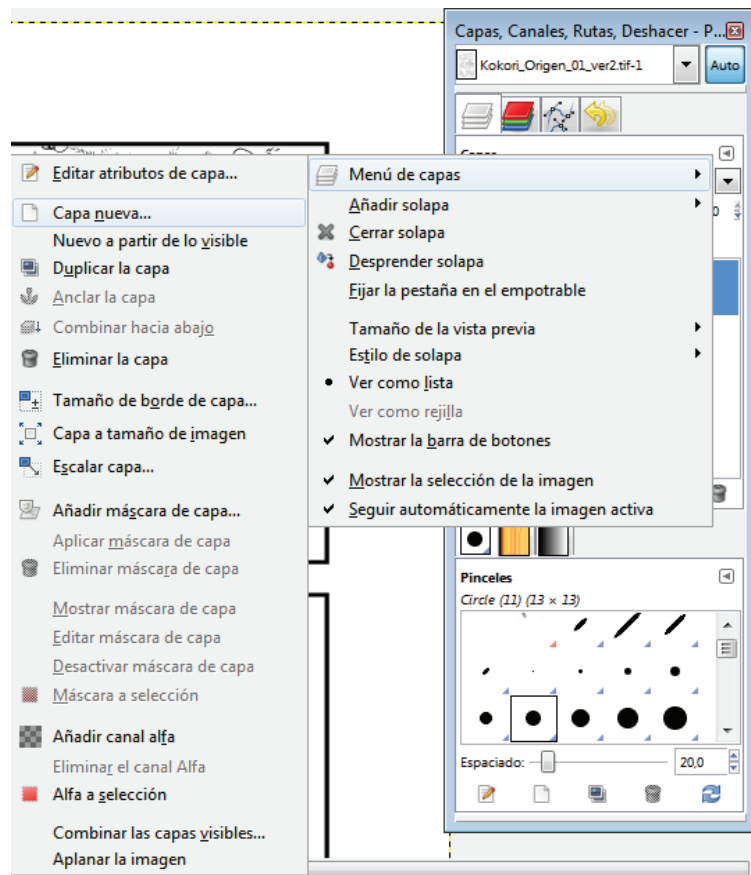 Capas, Canales, Rutas, Deshacer - P...
Kokori_Origen_01_ver2.tif-1
Auto
Editar atributos de capa...
Capa nueva...
Nuevo a partir de lo visible
Duplicar la capa
Anclar la capa
Combinar hacia abajo
Eliminar la capa
Tamaño de borde de capa...
Capa a tamaño de imagen
Escalar capa...
Añadir máscara de capa...
Aplicar máscara de capa
Eliminar máscara de capa
Mostrar máscara de capa
Editar máscara de capa
Desactivar máscara de capa
Máscara a selección
Añadir canal alfa
Eliminar el canal Alfa
Alfa a selección
Combinar las capas visibles...
Aplanar la imagen
Menú de capas
Añadir solapa
Cerrar solapa
Desprender solapa
Fijar la pestaña en el empotrable
Tamaño de la vista previa
Estilo de solapa
Ver como lista
Ver como rejilla
Mostrar la barra de botones
Mostrar la selección de la imagen
Seguir automáticamente la imagen activa
Pinceles
Circle (11) (13 × 13)
Espaciado:
20,0